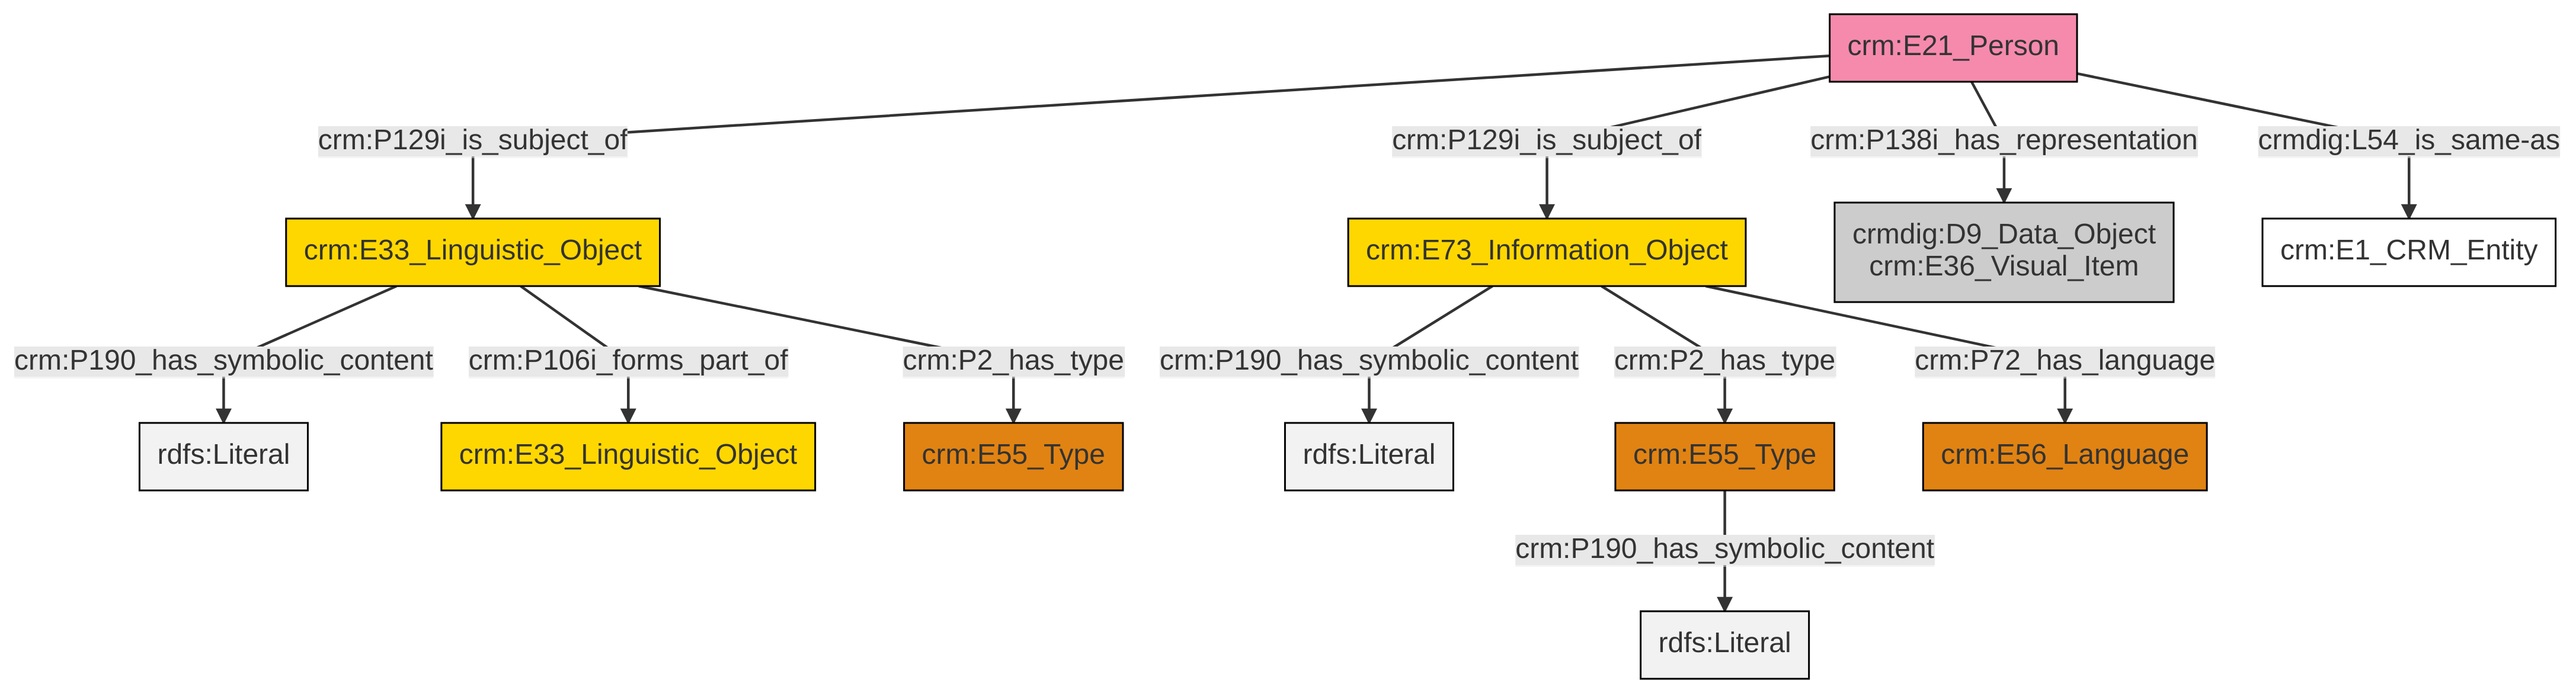 crm:E21_Person
crm:P129i_is_subject_of
crm:P129i_is_subject_of
crm:P138i_has_representation
crmdig:L54_is_same-as
crm:E33_Linguistic_Object
crm:E73_Information_Object
crmdig:D9_Data_Object
crm:E36_Visual_Item
crm:E1_CRM_Entity
crm:P190_has_symbolic_content
crm:P106i_forms_part_of
crm:P2_has_type
crm:P190_has_symbolic_content
crm:P2_has_type
crm:P72_has_language
rdfs:Literal
crm:E33_Linguistic_Object
crm:E55_Type
rdfs:Literal
crm:E55_Type
crm:E56_Language
crm:P190_has_symbolic_content
rdfs:Literal